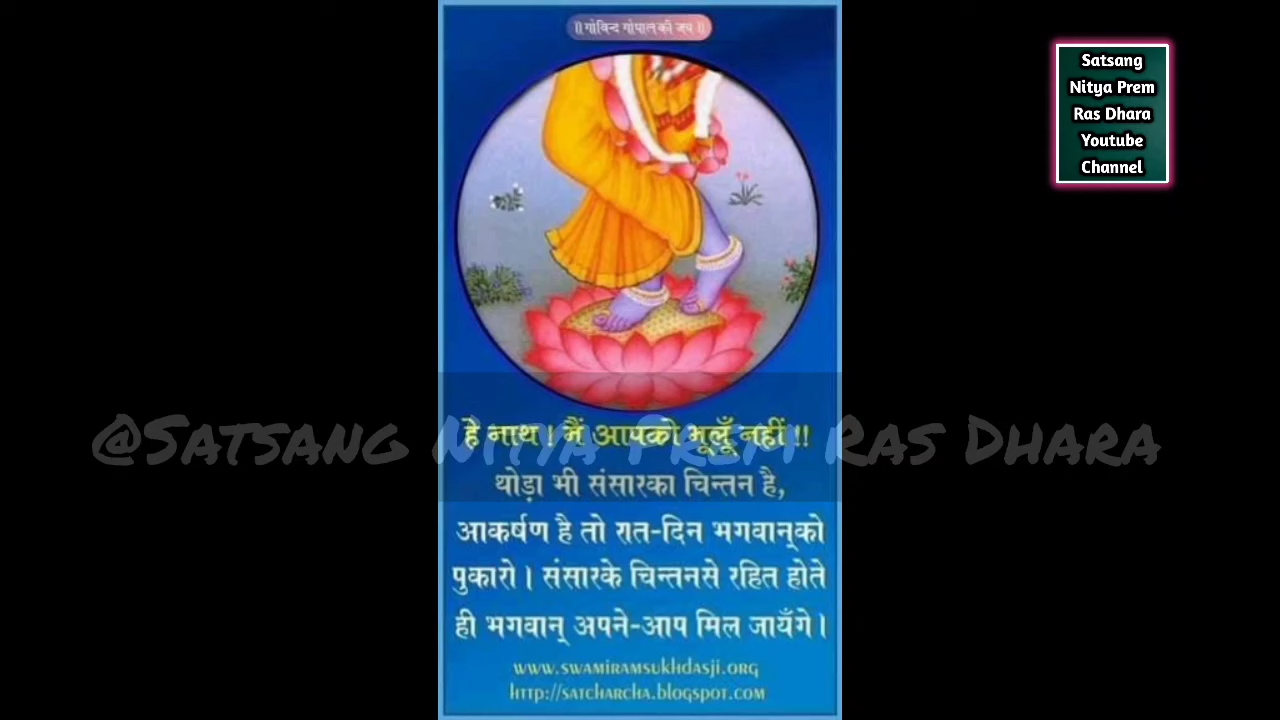 ॥ गोविन्द गोपाल की जय ॥
Satsang
Nitya Prem
Ras Dhara
Youtube
Channel
हे नाथ ! मैं आपको भूलूँ नहीं !!
@Satsang Nitya Prem Ras Dhara
थोड़ा भी संसारका चिन्तन है,
आकर्षण है तो रात-दिन भगवान्‌को
पुकारो । संसारके चिन्तनसे रहित होते
ही भगवान् अपने-आप मिल जायँगे ।
www.swamiramsukhdasji.org
http://satcharcha.blogspot.com